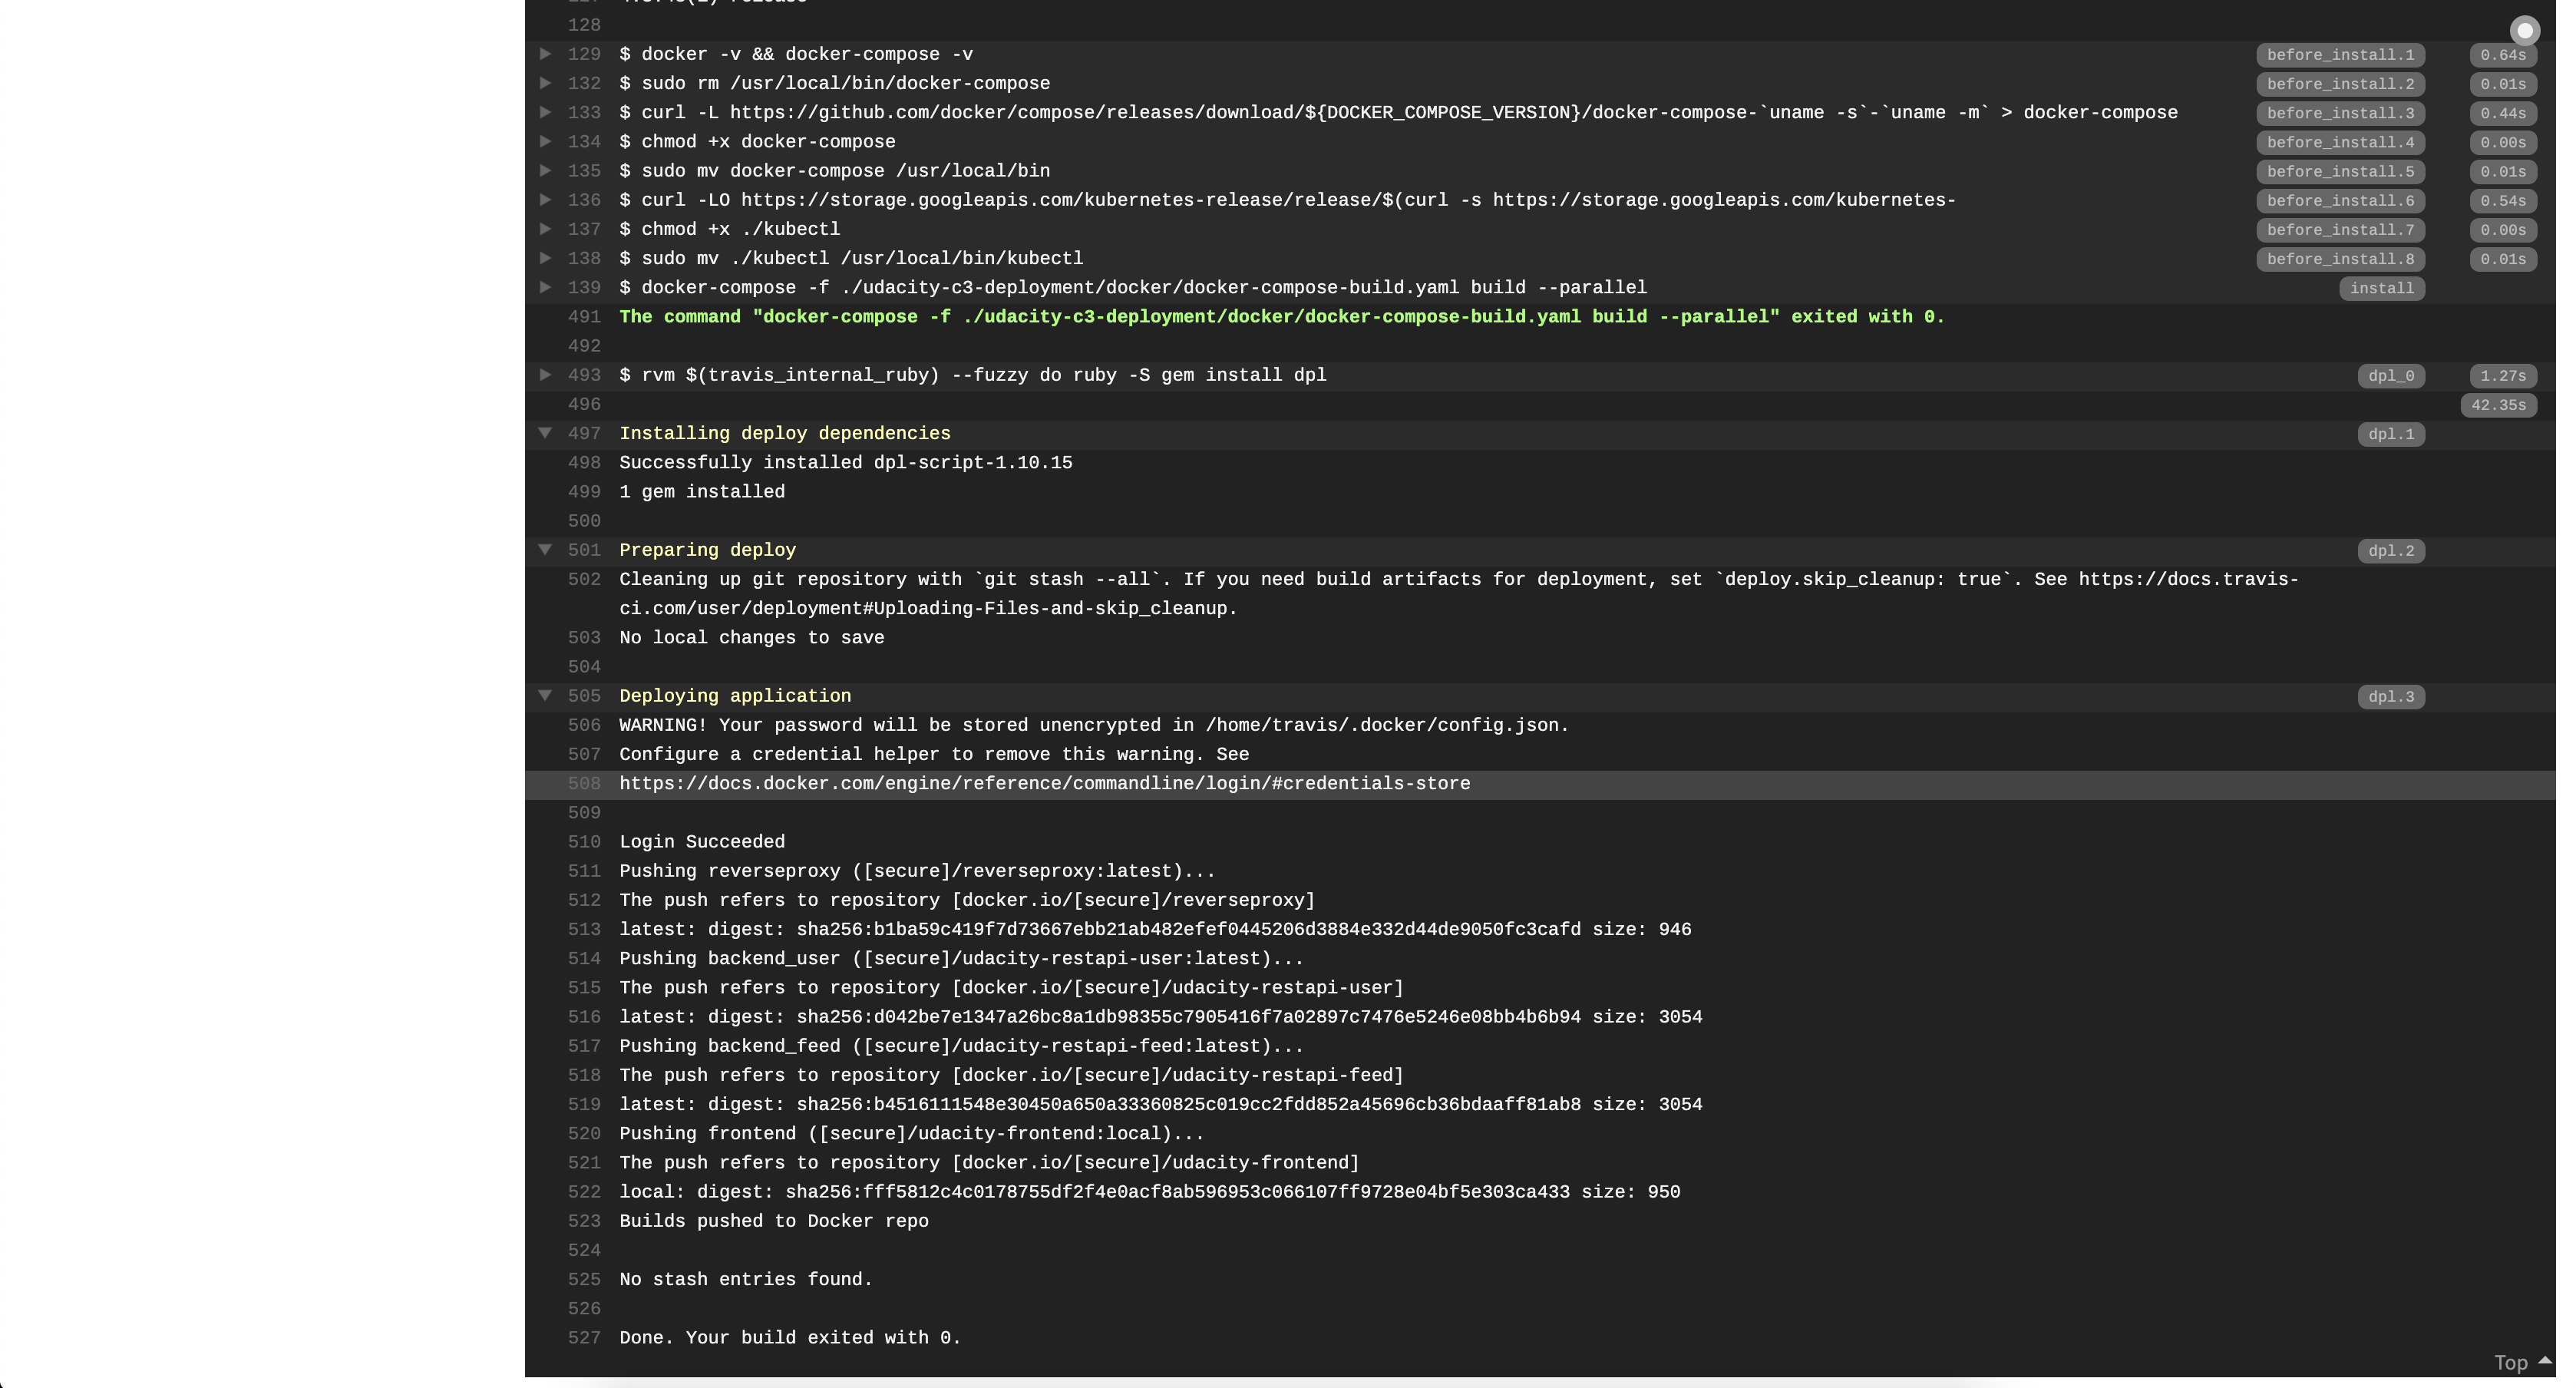 128
129 $ docker -v && docker-compose -v before_install.1 0.64s
132 $ sudo rm /usr/local/bin/docker-compose before_install.2 0.01s
133 $ curl -L https://github.com/docker/compose/releases/download/${DOCKER_COMPOSE_VERSION}/docker-compose-`uname -s`-`uname -m` > docker-compose before_install.3 0.44s
134 $ chmod +x docker-compose before_install.4 0.00s
135 $ sudo mv docker-compose /usr/local/bin before_install.5 0.01s
136 $ curl -LO https://storage.googleapis.com/kubernetes-release/release/$(curl -s https://storage.googleapis.com/kubernetes- before_install.6 0.54s
137 $ chmod +x ./kubectl before_install.7 0.00s
138 $ sudo mv ./kubectl /usr/local/bin/kubectl before_install.8 0.01s
139 $ docker-compose -f ./udacity-c3-deployment/docker/docker-compose-build.yaml build --parallel install
491 The command "docker-compose -f ./udacity-c3-deployment/docker/docker-compose-build.yaml build --parallel" exited with 0.
492
493 $ rvm $(travis_internal_ruby) --fuzzy do ruby -S gem install dpl dpl_0 1.27s
496 42.35s
497 Installing deploy dependencies dpl.1
498 Successfully installed dpl-script-1.10.15
499 1 gem installed
500
501 Preparing deploy dpl.2
502 Cleaning up git repository with `git stash --all`. If you need build artifacts for deployment, set `deploy.skip_cleanup: true`. See https://docs.travis-
ci.com/user/deployment#Uploading-Files-and-skip_cleanup.
503 No local changes to save
504
505 Deploying application dpl.3
506 WARNING! Your password will be stored unencrypted in /home/travis/.docker/config.json.
507 Configure a credential helper to remove this warning. See
508 https://docs.docker.com/engine/reference/commandline/login/#credentials-store
509
510 Login Succeeded
511 Pushing reverseproxy ([secure]/reverseproxy:latest)...
512 The push refers to repository [docker.io/[secure]/reverseproxy]
513 latest: digest: sha256:b1ba59c419f7d73667ebb21ab482efef0445206d3884e332d44de9050fc3cafd size: 946
514 Pushing backend_user ([secure]/udacity-restapi-user:latest)...
515 The push refers to repository [docker.io/[secure]/udacity-restapi-user]
516 latest: digest: sha256:d042be7e1347a26bc8a1db98355c7905416f7a02897c7476e5246e08bb4b6b94 size: 3054
517 Pushing backend_feed ([secure]/udacity-restapi-feed:latest)...
518 The push refers to repository [docker.io/[secure]/udacity-restapi-feed]
519 latest: digest: sha256:b4516111548e30450a650a33360825c019cc2fdd852a45696cb36bdaaff81ab8 size: 3054
520 Pushing frontend ([secure]/udacity-frontend:local)...
521 The push refers to repository [docker.io/[secure]/udacity-frontend]
522 local: digest: sha256:fff5812c4c0178755df2f4e0acf8ab596953c066107ff9728e04bf5e303ca433 size: 950
523 Builds pushed to Docker repo
524
525 No stash entries found.
526
527 Done. Your build exited with 0.
Top